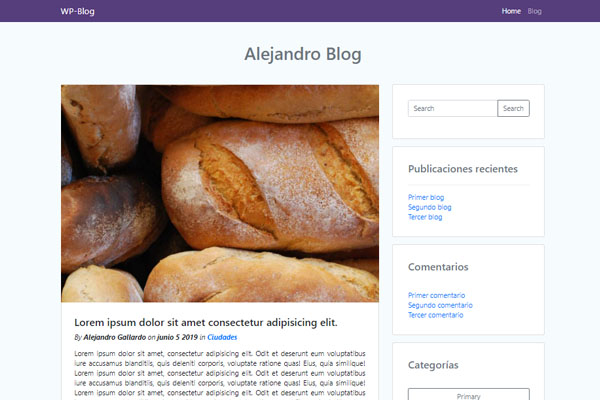 WP-Blog
Home Blog
Alejandro Blog
Search Search
Publicaciones recientes
Primer blog
Segundo blog
Tercer blog
Comentarios
Primer comentario
Segundo comentario
Tercer comentario
Categorías
Primary
Lorem ipsum dolor sit amet consectetur adipisicing elit.
By Alejandro Gallardo on junio 5 2019 in Ciudades
Lorem ipsum dolor sit amet, consectetur adipisicing elit. Odit et deserunt eum voluptatibus
iure accusamus blanditiis, quis deleniti corporis, voluptate ratione quas! Eius, quia similique!
Lorem ipsum dolor sit amet, consectetur adipisicing elit. Odit et deserunt eum voluptatibus
iure accusamus blanditiis, quis deleniti corporis, voluptate ratione quas! Eius, quia similique!
Lorem ipsum dolor sit amet, consectetur adipisicing elit. Odit et deserunt eum voluptatibus